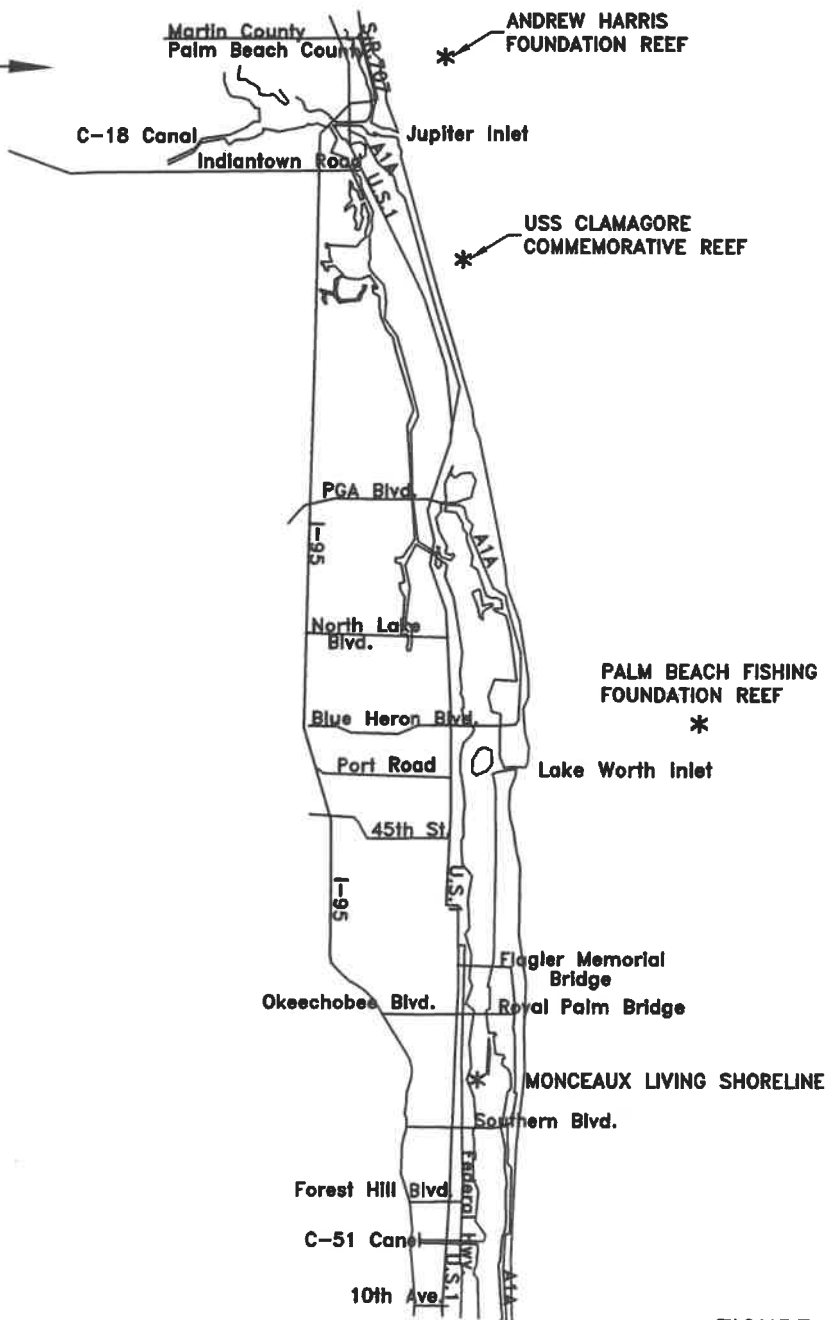 ANDREW HARRIS
FOUNDATION REEF
Martin County
Palm Beach County
S.R. 707
C-18 Canal
Jupiter Inlet
Indiantown Road
A1A
U.S.1
USS CLAMAGORE
COMMEMORATIVE REEF
PGA Blvd.
I-95
A1A
North Lake
Blvd.
PALM BEACH FISHING
FOUNDATION REEF
Blue Heron Blvd.
Port Road
Lake Worth Inlet
45th St.
U.S.1
I-95
Flagler Memorial
Bridge
Okeechobee Blvd.
Royal Palm Bridge
MONCEAUX LIVING SHORELINE
Southern Blvd.
Federal Hwy.
Forest Hill Blvd.
C-51 Canal
U.S.1
10th Ave.
A1A